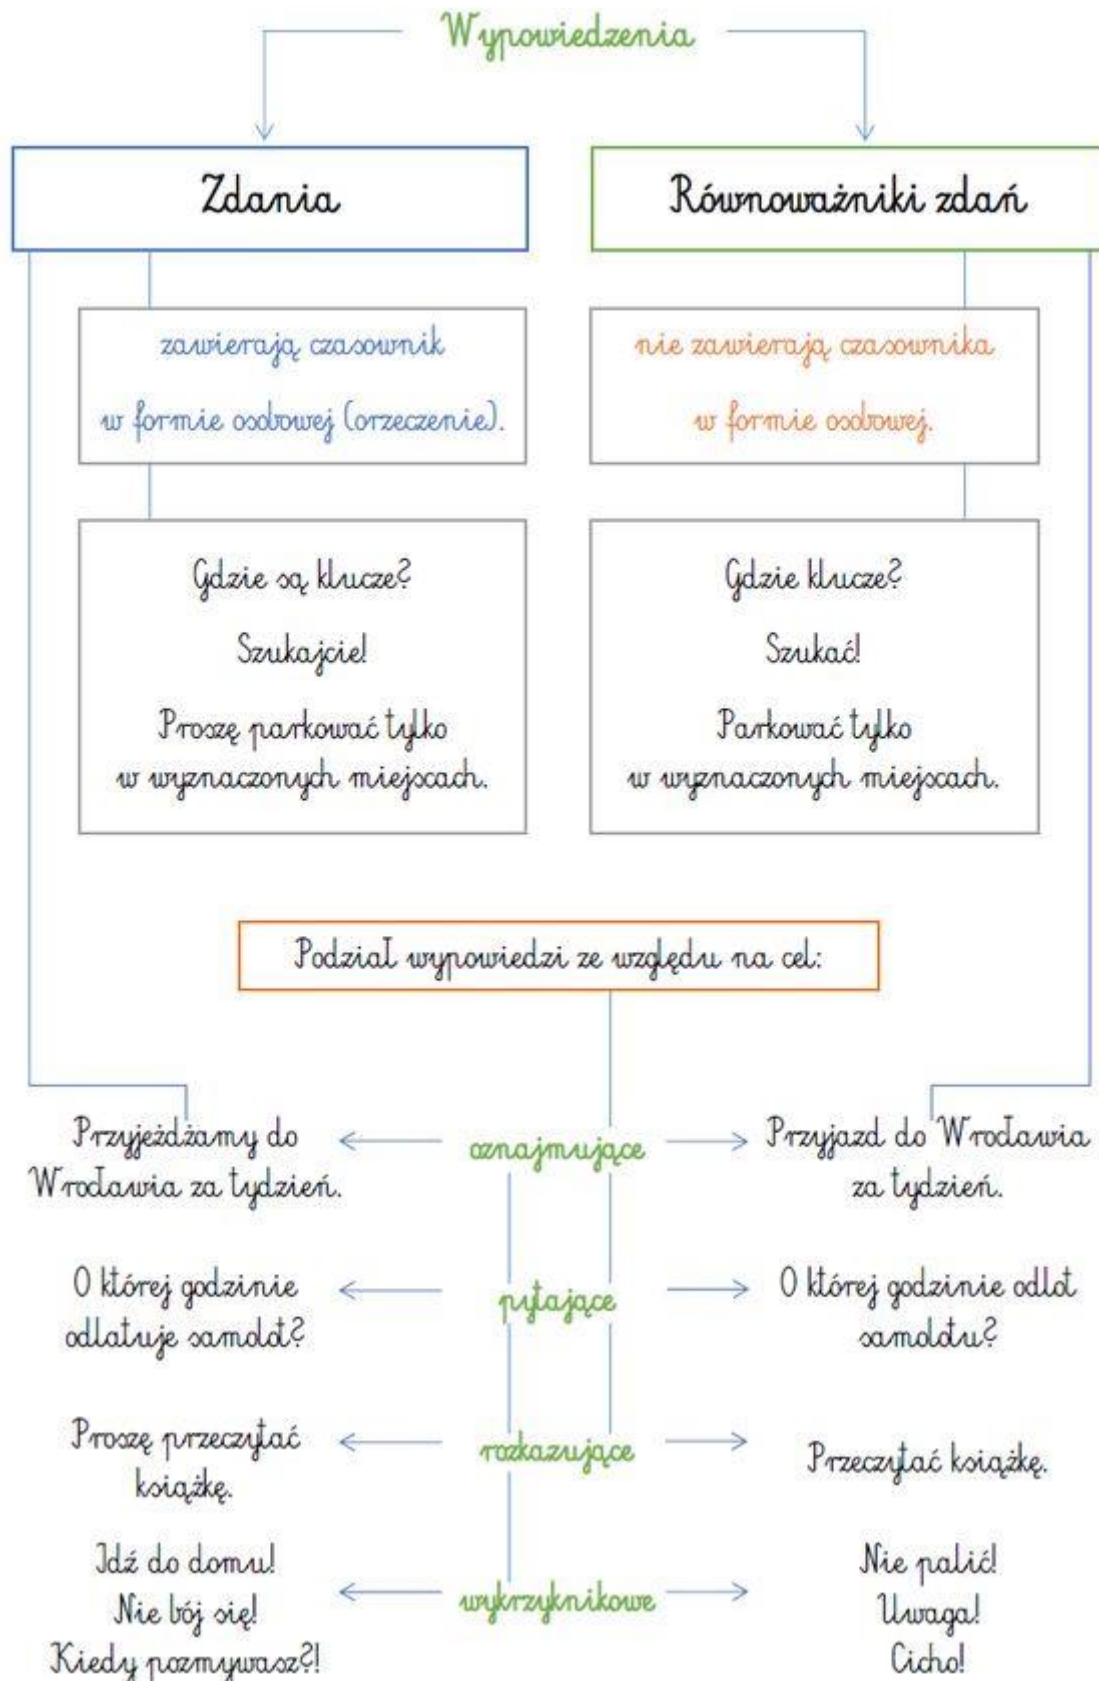 Wypowiedzenia
Zdania
Równoważniki zdań
zawierają czasownik
w formie osobowej (orzeczenie).
nie zawierają czasownika
w formie osobowej.
Gdzie są klucze?
Szukajcie!
Proszę parkować tylko
w wyznaczonych miejscach.
Gdzie klucze?
Szukać!
Parkować tylko
w wyznaczonych miejscach.
Podział wypowiedzi ze względu na cel:
Przyjeżdżamy do
Wrocławia za tydzień.
oznajmujące
Przyjazd do Wrocławia
za tydzień.
O której godzinie
odlatuje samolot?
pytające
O której godzinie odlot
samolotu?
Proszę przeczytać
książkę.
rozkazujące
Przeczytać książkę.
Idź do domu!
Nie bój się!
Kiedy pozmywasz?!
wykrzyknikowe
Nie palić!
Uwaga!
Cicho!